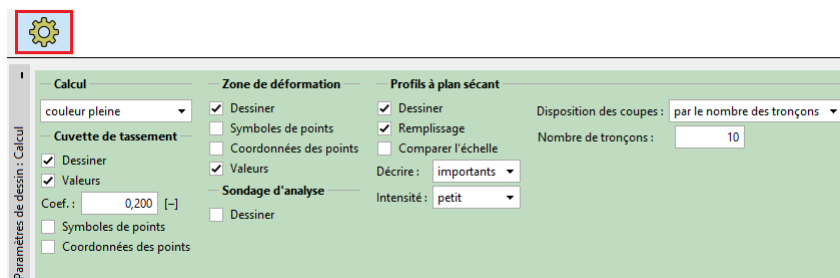 Paramètres de dessin : Calcul
Calcul
couleur pleine
Cuvette de tassement
Dessiner
Valeurs
Coef. : 0,200 [–]
Symboles de points
Coordonnées des points
Zone de déformation
Dessiner
Symboles de points
Coordonnées des points
Valeurs
Sondage d'analyse
Dessiner
Profils à plan sécant
Dessiner
Remplissage
Comparer l'échelle
Décrire : importants
Intensité : petit
Disposition des coupes : par le nombre des tronçons
Nombre de tronçons : 10